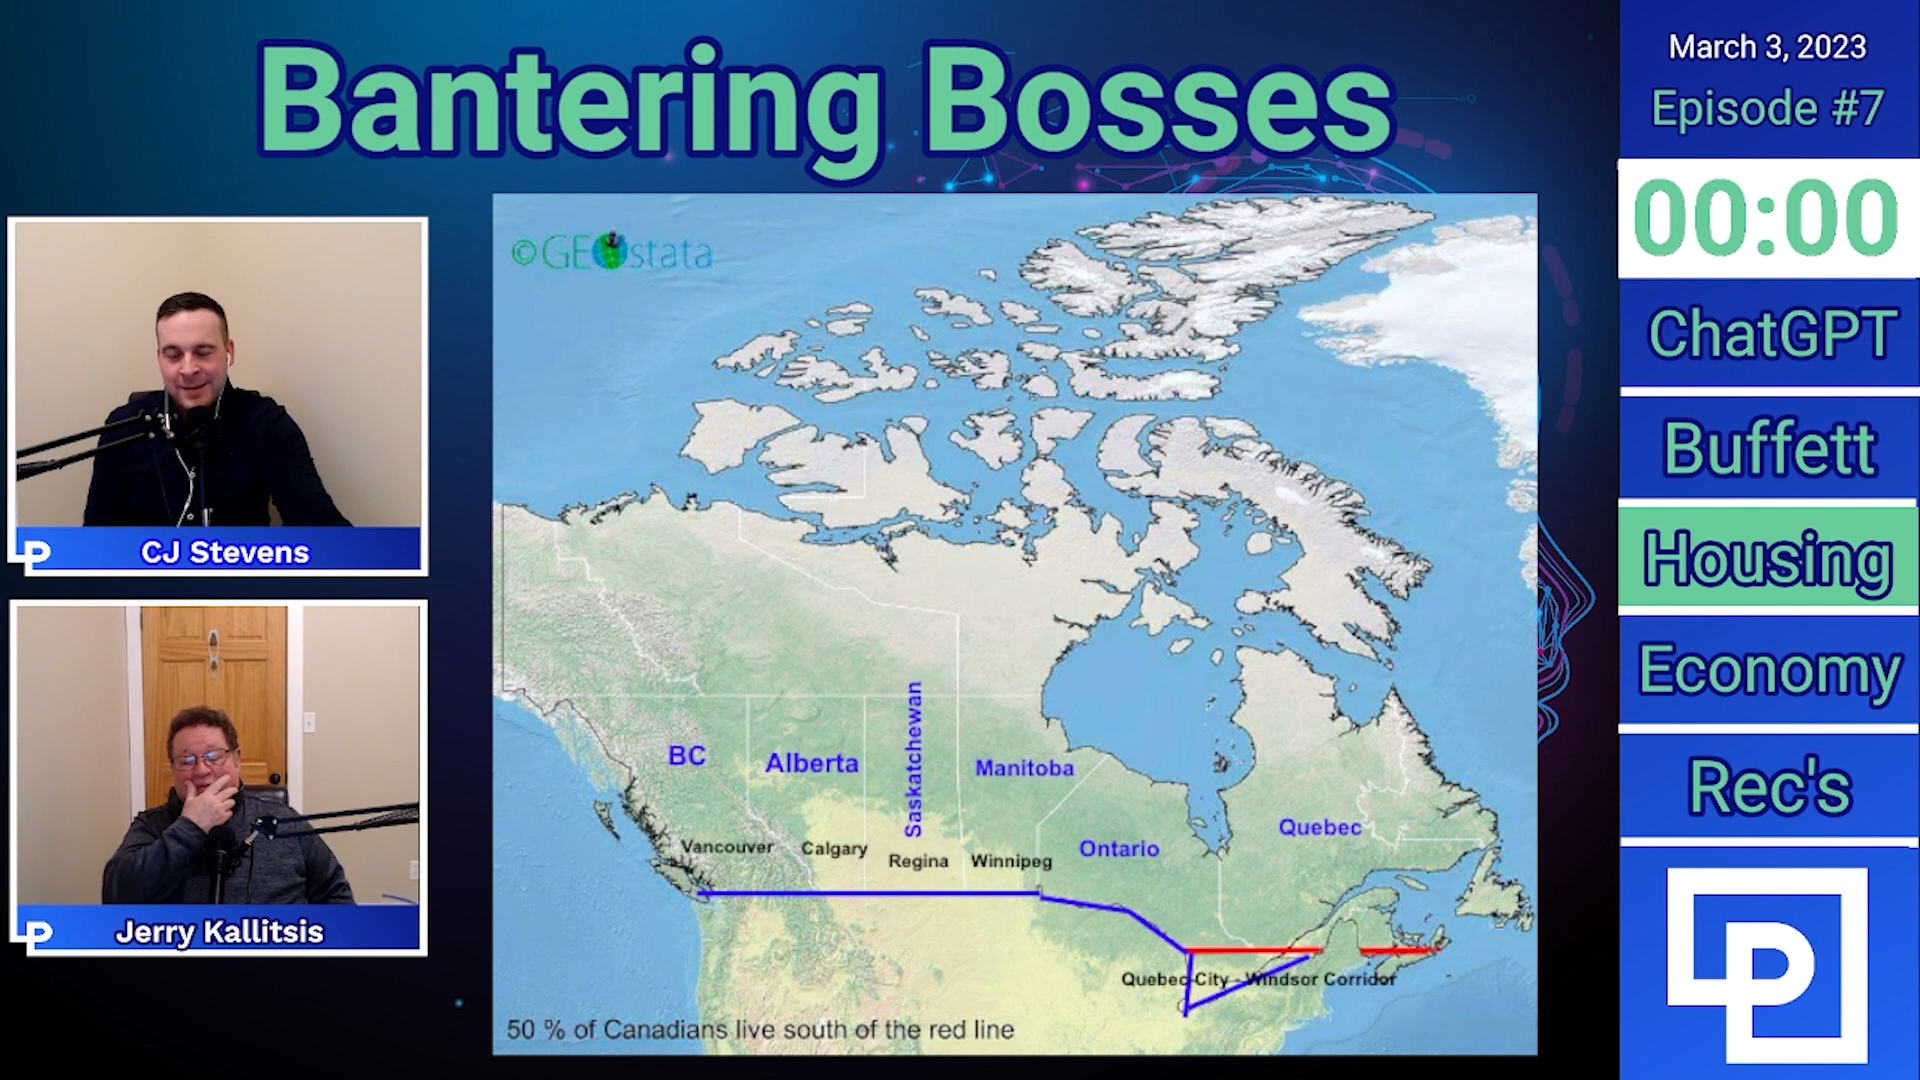 Bantering Bosses
March 3, 2023
Episode #7
00:00
ChatGPT
Buffett
Housing
Economy
Rec's
CJ Stevens
Jerry Kallitsis
© GEOstata
BC
Alberta
Saskatchewan
Manitoba
Ontario
Quebec
Vancouver
Calgary
Regina
Winnipeg
Quebec City - Windsor Corridor
50 % of Canadians live south of the red line
P
P
P